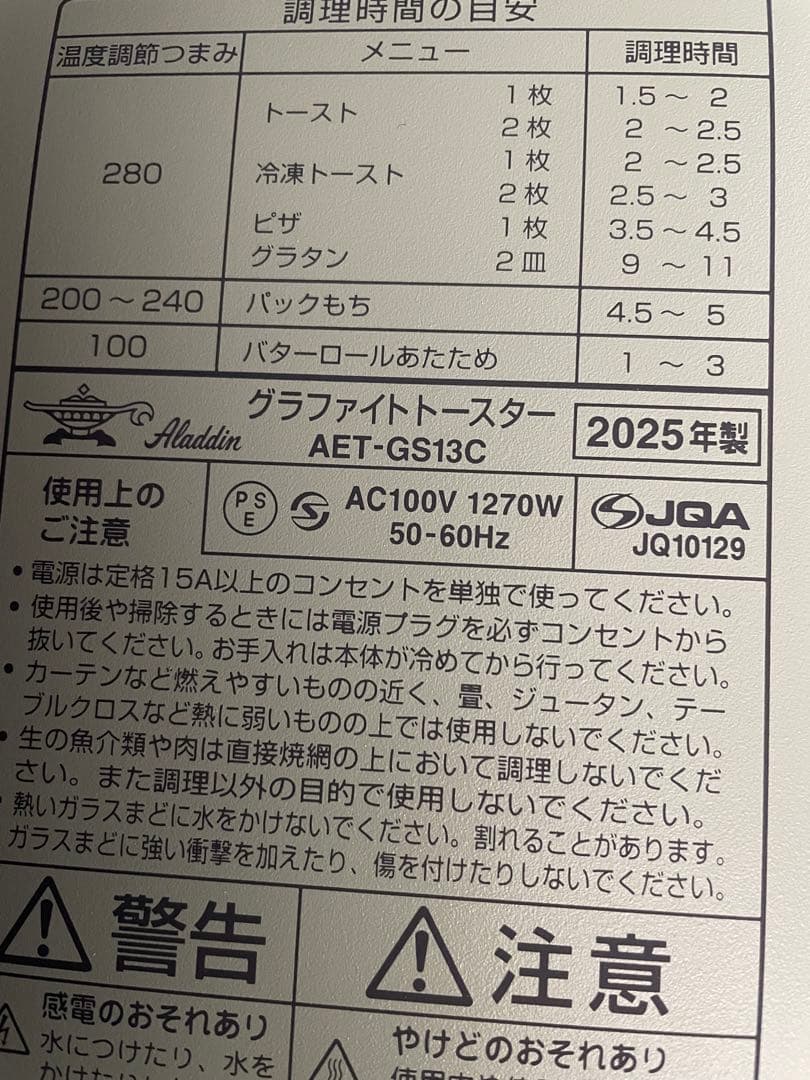 調理時間の目安
温度調節つまみ メニュー 調理時間
280 トースト 1枚 1.5～2
2枚 2～2.5
冷凍トースト 1枚 2～2.5
2枚 2.5～3
ピザ 1枚 3.5～4.5
グラタン 2皿 9～11
200～240 パックもち 4.5～5
100 バターロールあたため 1～3
Aladdin グラファイトトースター
AET-GS13C
2025年製
使用上の
ご注意
PSE
AC100V 1270W
50-60Hz
JQA
JQ10129
・電源は定格15A以上のコンセントを単独で使ってください。
・使用後や掃除するときには電源プラグを必ずコンセントから
抜いてください。お手入れは本体が冷めてから行ってください。
・カーテンなど燃えやすいものの近く、畳、ジュータン、テー
ブルクロスなど熱に弱いものの上では使用しないでください。
・生の魚介類や肉は直接焼網の上において調理しないでくだ
さい。また調理以外の目的で使用しないでください。
・熱いガラスまどに水をかけないでください。割れることがあります。
ガラスまどに強い衝撃を加えたり、傷を付けたりしないでください。
警告
感電のおそれあり
水につけたり、水を
注意
やけどのおそれあり